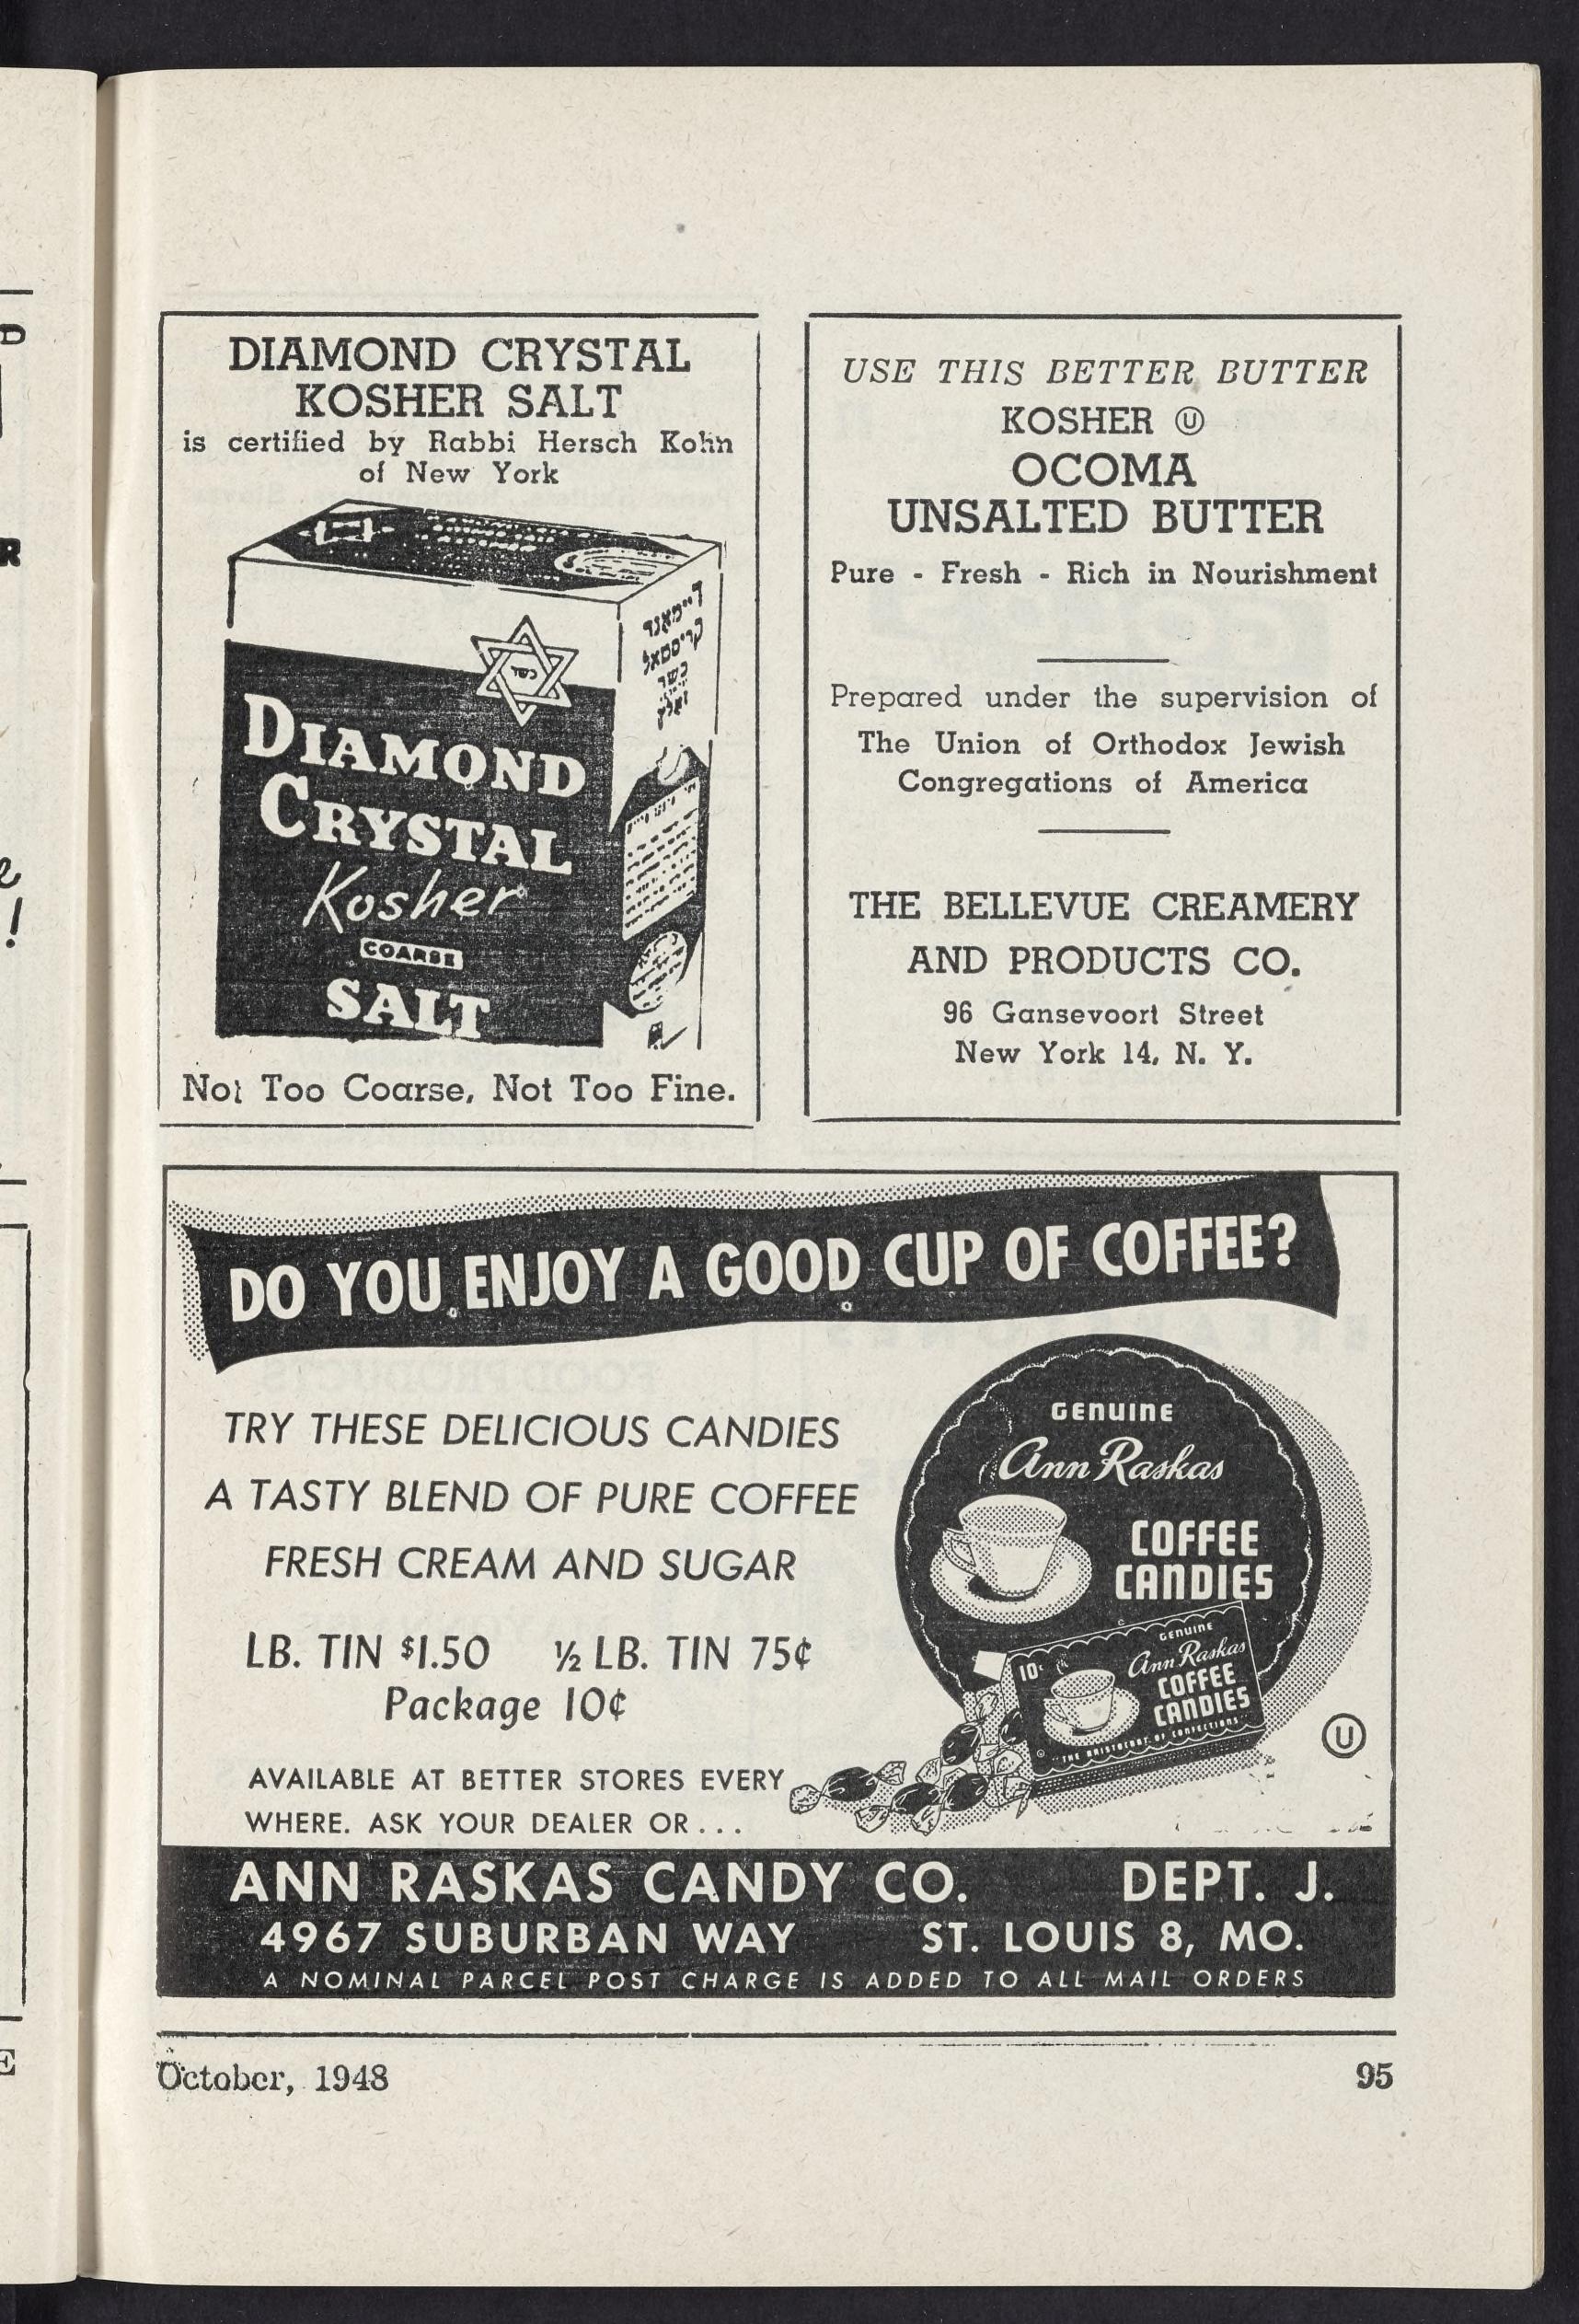 DIAMOND CRYSTAL
KOSHER SALT
is certified by Rabbi Hersch Kohn
of New York
דיימאנד
קריסטאל
כשר
זאלץ
כשר
DIAMOND
CRYSTAL
Kosher
COARSE
SALT
Not Too Coarse, Not Too Fine.
USE THIS BETTER BUTTER
KOSHER Ⓤ
OCOMA
UNSALTED BUTTER
Pure - Fresh - Rich in Nourishment
Prepared under the supervision of
The Union of Orthodox Jewish
Congregations of America
THE BELLEVUE CREAMERY
AND PRODUCTS CO.
96 Gansevoort Street
New York 14, N. Y.
DO YOU ENJOY A GOOD CUP OF COFFEE?
TRY THESE DELICIOUS CANDIES
A TASTY BLEND OF PURE COFFEE
FRESH CREAM AND SUGAR
LB. TIN $1.50 ½ LB. TIN 75¢
Package 10¢
AVAILABLE AT BETTER STORES EVERY
WHERE. ASK YOUR DEALER OR...
GENUINE
Ann Raskas
COFFEE
CANDIES
10¢
GENUINE
Ann Raskas
COFFEE
CANDIES
"THE ARISTOCRAT OF CONFECTIONS"
Ⓤ
ANN RASKAS CANDY CO. DEPT. J.
4967 SUBURBAN WAY ST. LOUIS 8, MO.
A NOMINAL PARCEL POST CHARGE IS ADDED TO ALL MAIL ORDERS
October, 1948 95